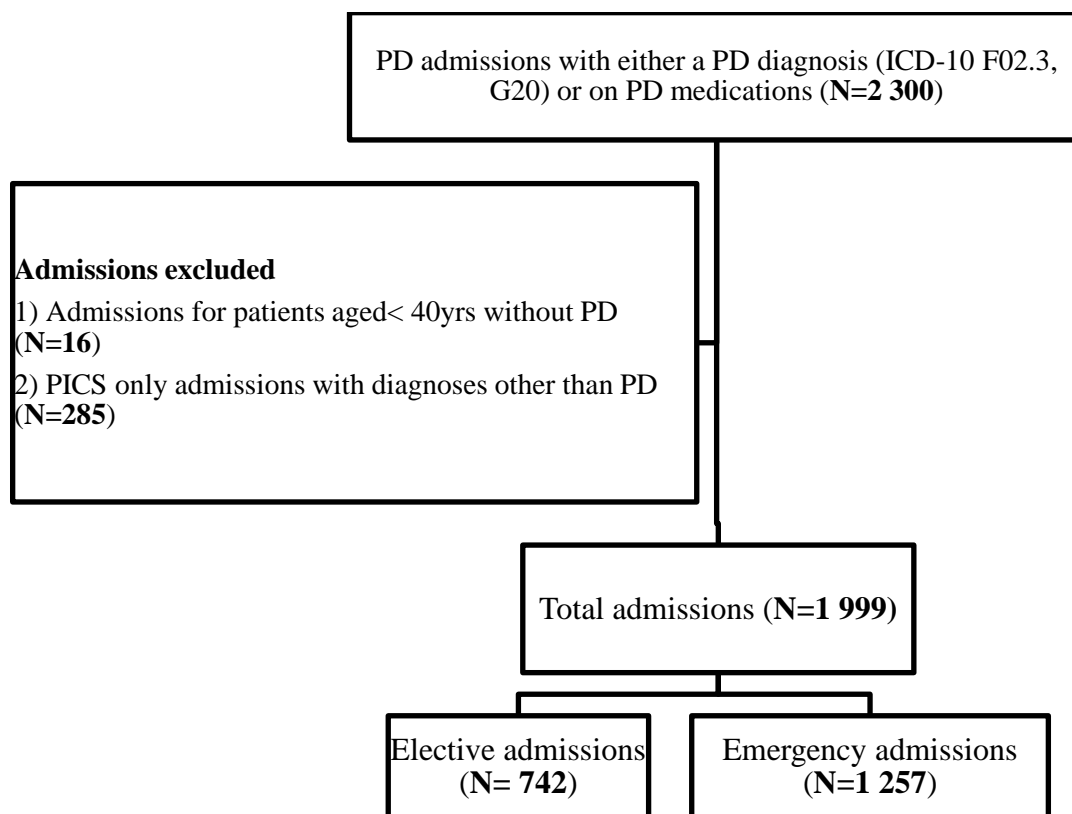 PD admissions with either a PD diagnosis (ICD-10 F02.3,
G20) or on PD medications (N=2 300)
Admissions excluded
1) Admissions for patients aged< 40yrs without PD
(N=16)
2) PICS only admissions with diagnoses other than PD
(N=285)
Total admissions (N=1 999)
Elective admissions
(N= 742)
Emergency admissions
(N=1 257)